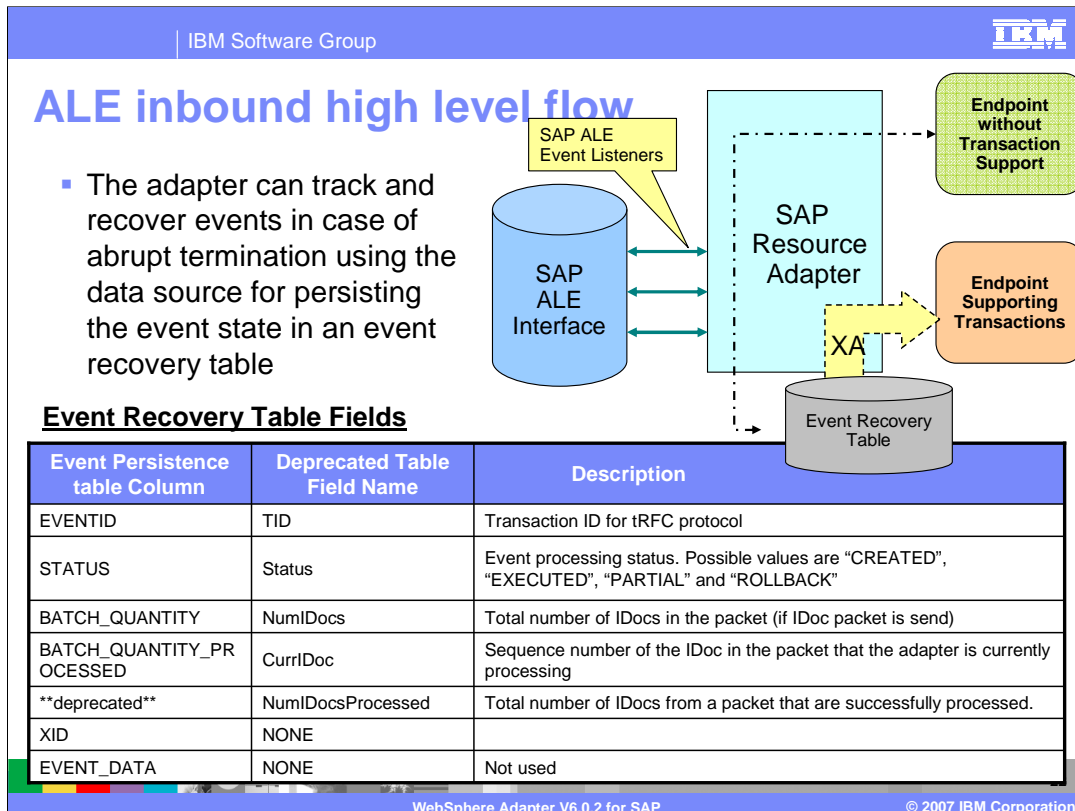 IBM Software Group
IBM
ALE inbound high level flow
The adapter can track and
recover events in case of
abrupt termination using the
data source for persisting
the event state in an event
recovery table
SAP ALE
Event Listeners
SAP
ALE
Interface
SAP
Resource
Adapter
XA
Endpoint
without
Transaction
Support
Endpoint
Supporting
Transactions
Event Recovery
Table
Event Recovery Table Fields
Event Persistence
table Column
Deprecated Table
Field Name
Description
EVENTID
TID
Transaction ID for tRFC protocol
STATUS
Status
Event processing status. Possible values are “CREATED”,
“EXECUTED”, “PARTIAL” and “ROLLBACK”
BATCH_QUANTITY
NumIDocs
Total number of IDocs in the packet (if IDoc packet is send)
BATCH_QUANTITY_PR
OCESSED
CurrIDoc
Sequence number of the IDoc in the packet that the adapter is currently
processing
**deprecated**
NumIDocsProcessed
Total number of IDocs from a packet that are successfully processed.
XID
NONE
EVENT_DATA
NONE
Not used
WebSphere Adapter V6.0.2 for SAP
© 2007 IBM Corporation